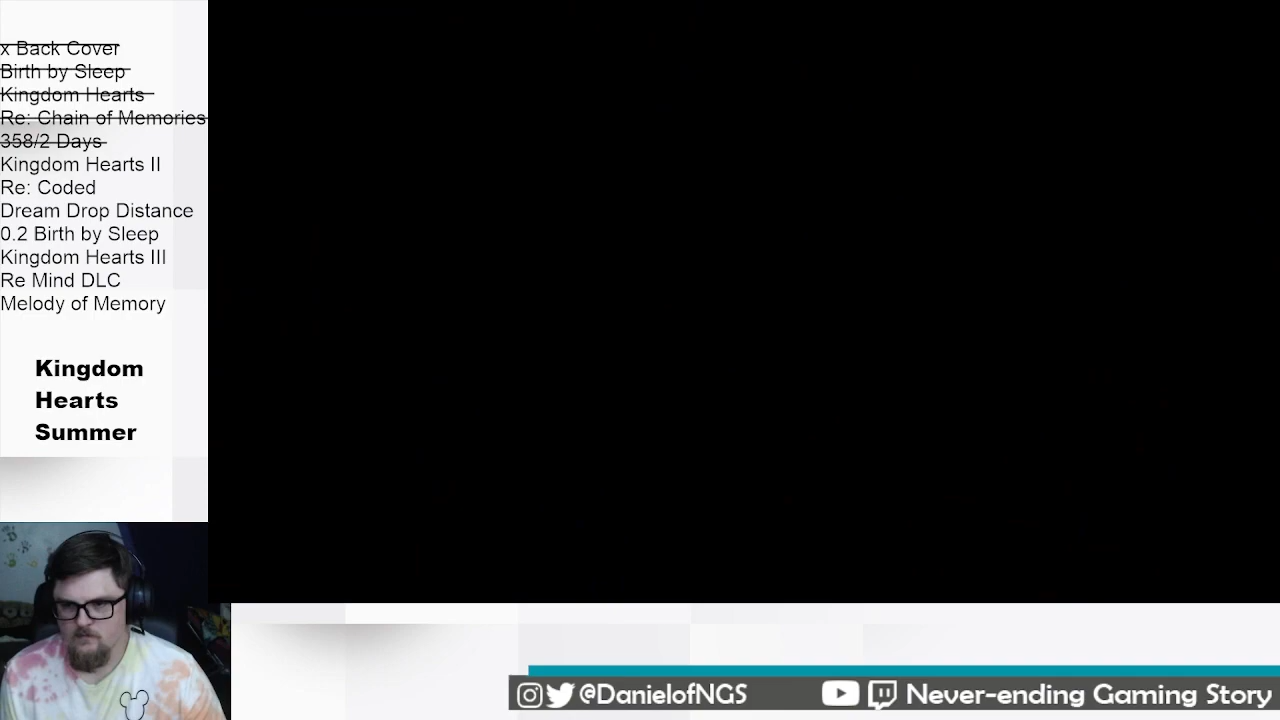 x Back Cover
Birth by Sleep
Kingdom Hearts
Re: Chain of Memories
358/2 Days
Kingdom Hearts II
Re: Coded
Dream Drop Distance
0.2 Birth by Sleep
Kingdom Hearts III
Re Mind DLC
Melody of Memory
Kingdom
Hearts
Summer
@DanielofNGS
Never-ending Gaming Story